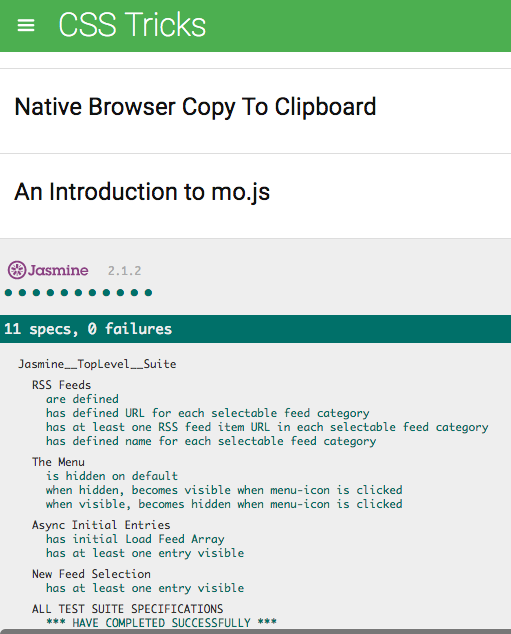 CSS Tricks
Native Browser Copy To Clipboard
An Introduction to mo.js
Jasmine 2.1.2
11 specs, 0 failures
Jasmine__TopLevel__Suite
RSS Feeds
are defined
has defined URL for each selectable feed category
has at least one RSS feed item URL in each selectable feed category
has defined name for each selectable feed category
The Menu
is hidden on default
when hidden, becomes visible when menu-icon is clicked
when visible, becomes hidden when menu-icon is clicked
Async Initial Entries
has initial Load Feed Array
has at least one entry visible
New Feed Selection
has at least one entry visible
ALL TEST SUITE SPECIFICATIONS
*** HAVE COMPLETED SUCCESSFULLY ***